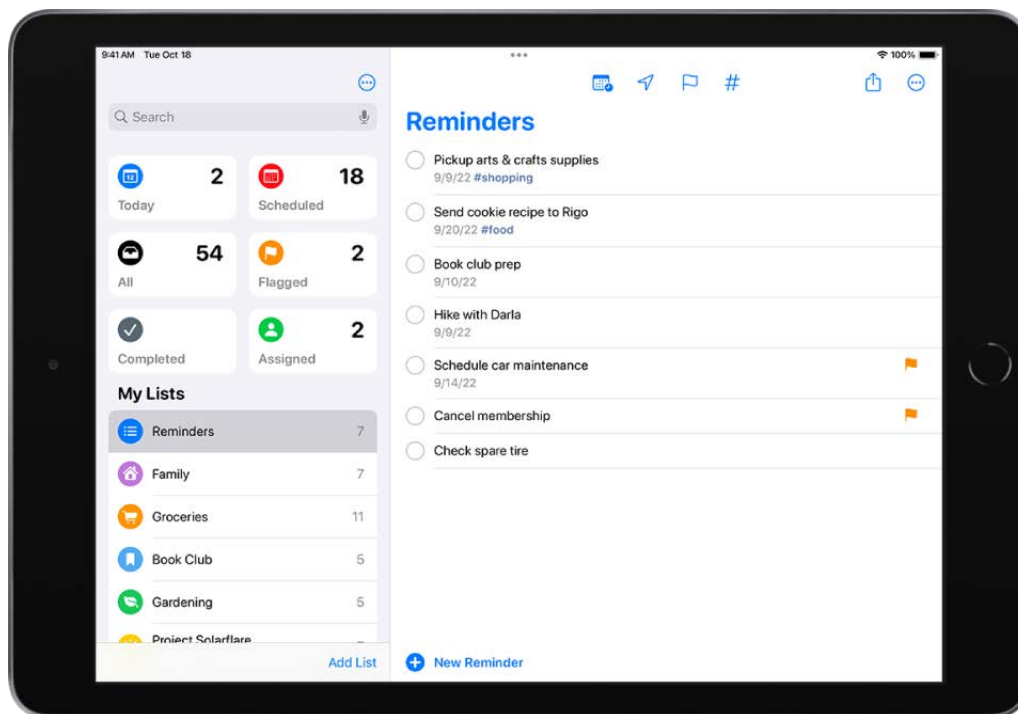 9:41 AM Tue Oct 18
100%
Search
12
2
Today
18
Scheduled
54
All
2
Flagged
Completed
2
Assigned
My Lists
Reminders 7
Family 7
Groceries 11
Book Club 5
Gardening 5
Project Solarflare
Add List
#
Reminders
Pickup arts & crafts supplies
9/9/22 #shopping
Send cookie recipe to Rigo
9/20/22 #food
Book club prep
9/10/22
Hike with Darla
9/9/22
Schedule car maintenance
9/14/22
Cancel membership
Check spare tire
New Reminder